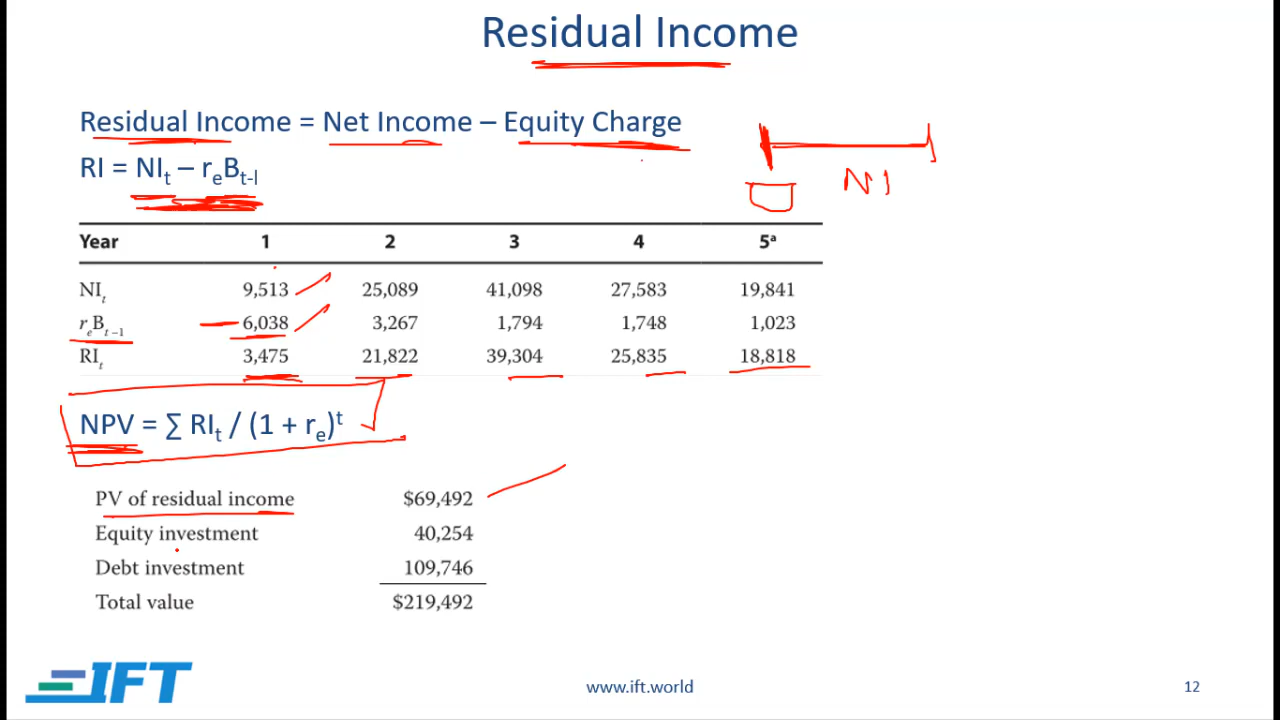 Residual Income
Residual Income = Net Income – Equity Charge
RI = NIt – reBt-l
NI
Year 1 2 3 4 5a
NIt 9,513 25,089 41,098 27,583 19,841
reBt−1 6,038 3,267 1,794 1,748 1,023
RIt 3,475 21,822 39,304 25,835 18,818
NPV = ∑ RIt / (1 + re)t
PV of residual income $69,492
Equity investment 40,254
Debt investment 109,746
Total value $219,492
IFT
www.ift.world
12